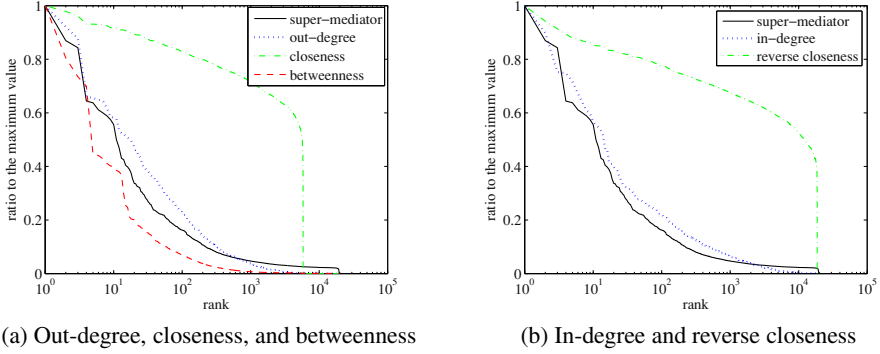 super−mediator
out−degree
closeness
betweenness
ratio to the maximum value
1
0.8
0.6
0.4
0.2
0
10^0 10^1 10^2 10^3 10^4 10^5
rank
(a) Out-degree, closeness, and betweenness
super−mediator
in−degree
reverse closeness
ratio to the maximum value
1
0.8
0.6
0.4
0.2
0
10^0 10^1 10^2 10^3 10^4 10^5
rank
(b) In-degree and reverse closeness